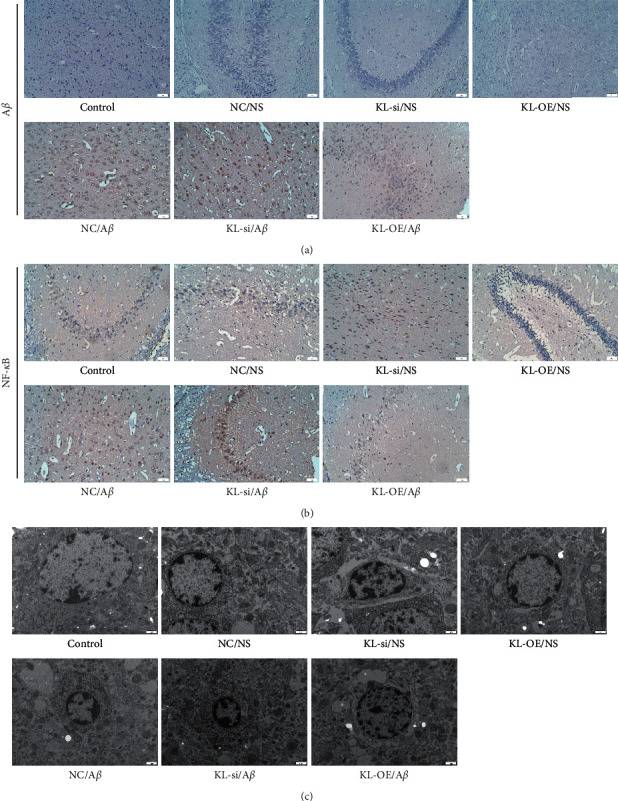 Aβ
Control
NC/NS
KL-si/NS
KL-OE/NS
NC/Aβ
KL-si/Aβ
KL-OE/Aβ
(a)
NF-κB
Control
NC/NS
KL-si/NS
KL-OE/NS
NC/Aβ
KL-si/Aβ
KL-OE/Aβ
(b)
Control
NC/NS
KL-si/NS
KL-OE/NS
NC/Aβ
KL-si/Aβ
KL-OE/Aβ
(c)